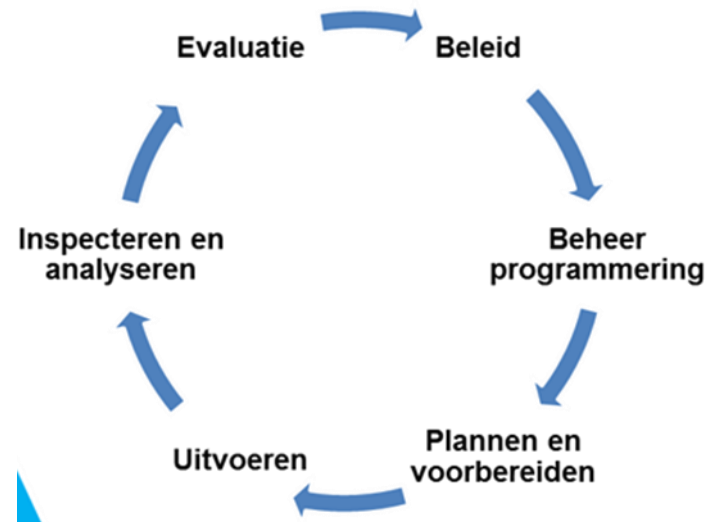 Evaluatie
Beleid
Beheer
programmering
Plannen en
voorbereiden
Uitvoeren
Inspecteren en
analyseren